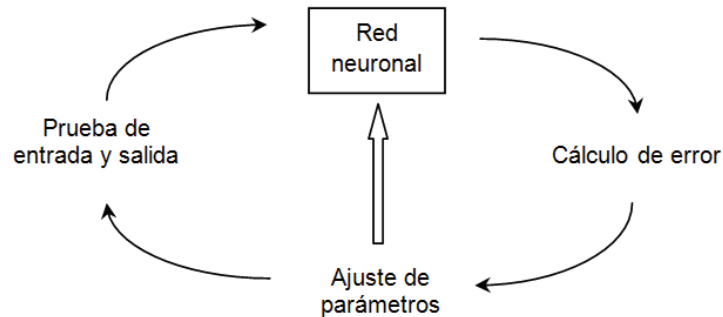 Red
neuronal
Prueba de
entrada y salida
Cálculo de error
Ajuste de
parámetros